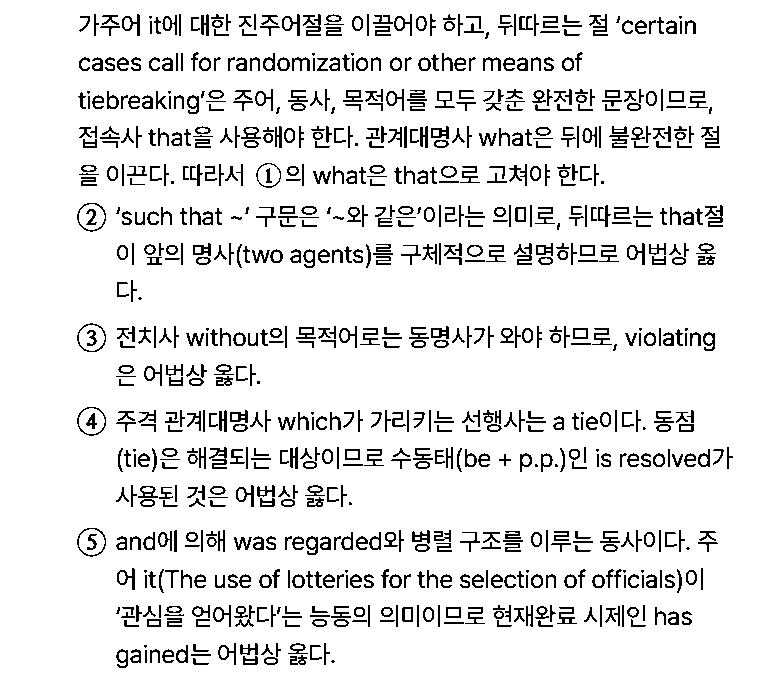 가주어 it에 대한 진주어절을 이끌어야 하고, 뒤따르는 절 ‘certain
cases call for randomization or other means of
tiebreaking’은 주어, 동사, 목적어를 모두 갖춘 완전한 문장이므로,
접속사 that을 사용해야 한다. 관계대명사 what은 뒤에 불완전한 절
을 이끈다. 따라서 ①의 what은 that으로 고쳐야 한다.
② ‘such that ~’ 구문은 ‘~와 같은’이라는 의미로, 뒤따르는 that절
이 앞의 명사(two agents)를 구체적으로 설명하므로 어법상 옳
다.
③ 전치사 without의 목적어로는 동명사가 와야 하므로, violating
은 어법상 옳다.
④ 주격 관계대명사 which가 가리키는 선행사는 a tie이다. 동점
(tie)은 해결되는 대상이므로 수동태(be + p.p.)인 is resolved가
사용된 것은 어법상 옳다.
⑤ and에 의해 was regarded와 병렬 구조를 이루는 동사이다. 주
어 it(The use of lotteries for the selection of officials)이
‘관심을 얻어왔다’는 능동의 의미이므로 현재완료 시제인 has
gained는 어법상 옳다.